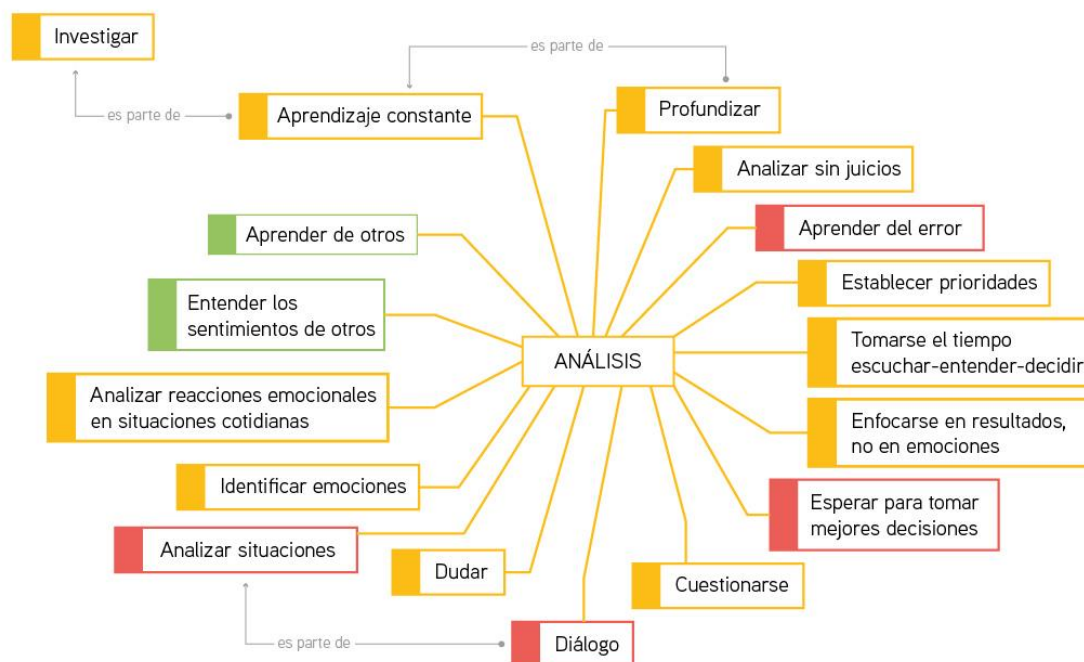 Investigar
es parte de
es parte de
Aprendizaje constante
Profundizar
Analizar sin juicios
Aprender de otros
Aprender del error
Entender los
sentimientos de otros
Establecer prioridades
ANÁLISIS
Tomarse el tiempo
escuchar-entender-decidir
Analizar reacciones emocionales
en situaciones cotidianas
Enfocarse en resultados,
no en emociones
Identificar emociones
Esperar para tomar
mejores decisiones
Analizar situaciones
Dudar
Cuestionarse
es parte de
Diálogo